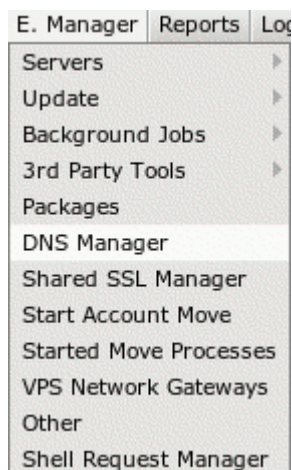 E. Manager Reports Log
Servers
Update
Background Jobs
3rd Party Tools
Packages
DNS Manager
Shared SSL Manager
Start Account Move
Started Move Processes
VPS Network Gateways
Other
Shell Request Manager